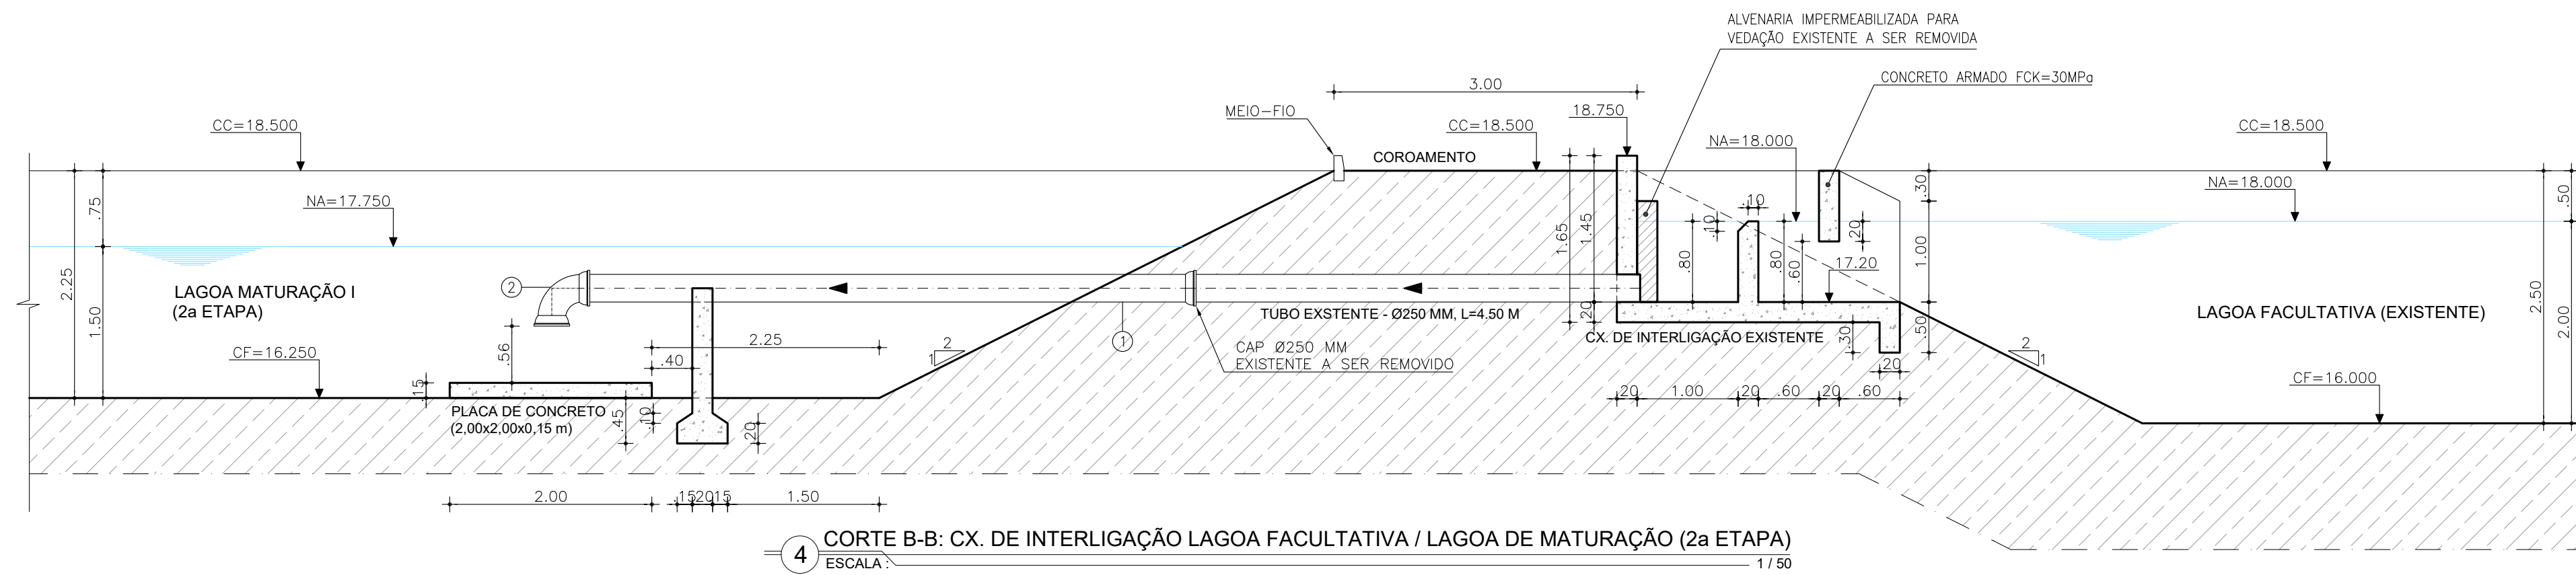 ALVENARIA IMPERMEABILIZADA PARA
VEDAÇÃO EXISTENTE A SER REMOVIDA
CONCRETO ARMADO FCK=30MPa
3.00
MEIO-FIO
18.750
CC=18.500
CC=18.500
CC=18.500
NA=18.000
COROAMENTO
NA=17.750
NA=18.000
.75
2.25
1.50
1.65
1.45
.20
.80
.10
.10
.80
.60
.20
17.20
.30
1.00
.50
.50
2.50
2.00
LAGOA MATURAÇÃO I
(2a ETAPA)
2
1
TUBO EXSTENTE - Ø250 MM, L=4.50 M
LAGOA FACULTATIVA (EXISTENTE)
CX. DE INTERLIGAÇÃO EXISTENTE
CAP Ø250 MM
EXISTENTE A SER REMOVIDO
CF=16.250
.56
2.25
.40
2
1
.30
.20
2
1
CF=16.000
.20
1.00
.20
.60
.20
.60
.15
PLACA DE CONCRETO
(2,00x2,00x0,15 m)
.45
.10
.20
2.00
.15
20
15
1.50
4
CORTE B-B: CX. DE INTERLIGAÇÃO LAGOA FACULTATIVA / LAGOA DE MATURAÇÃO (2a ETAPA)
ESCALA :
1 / 50